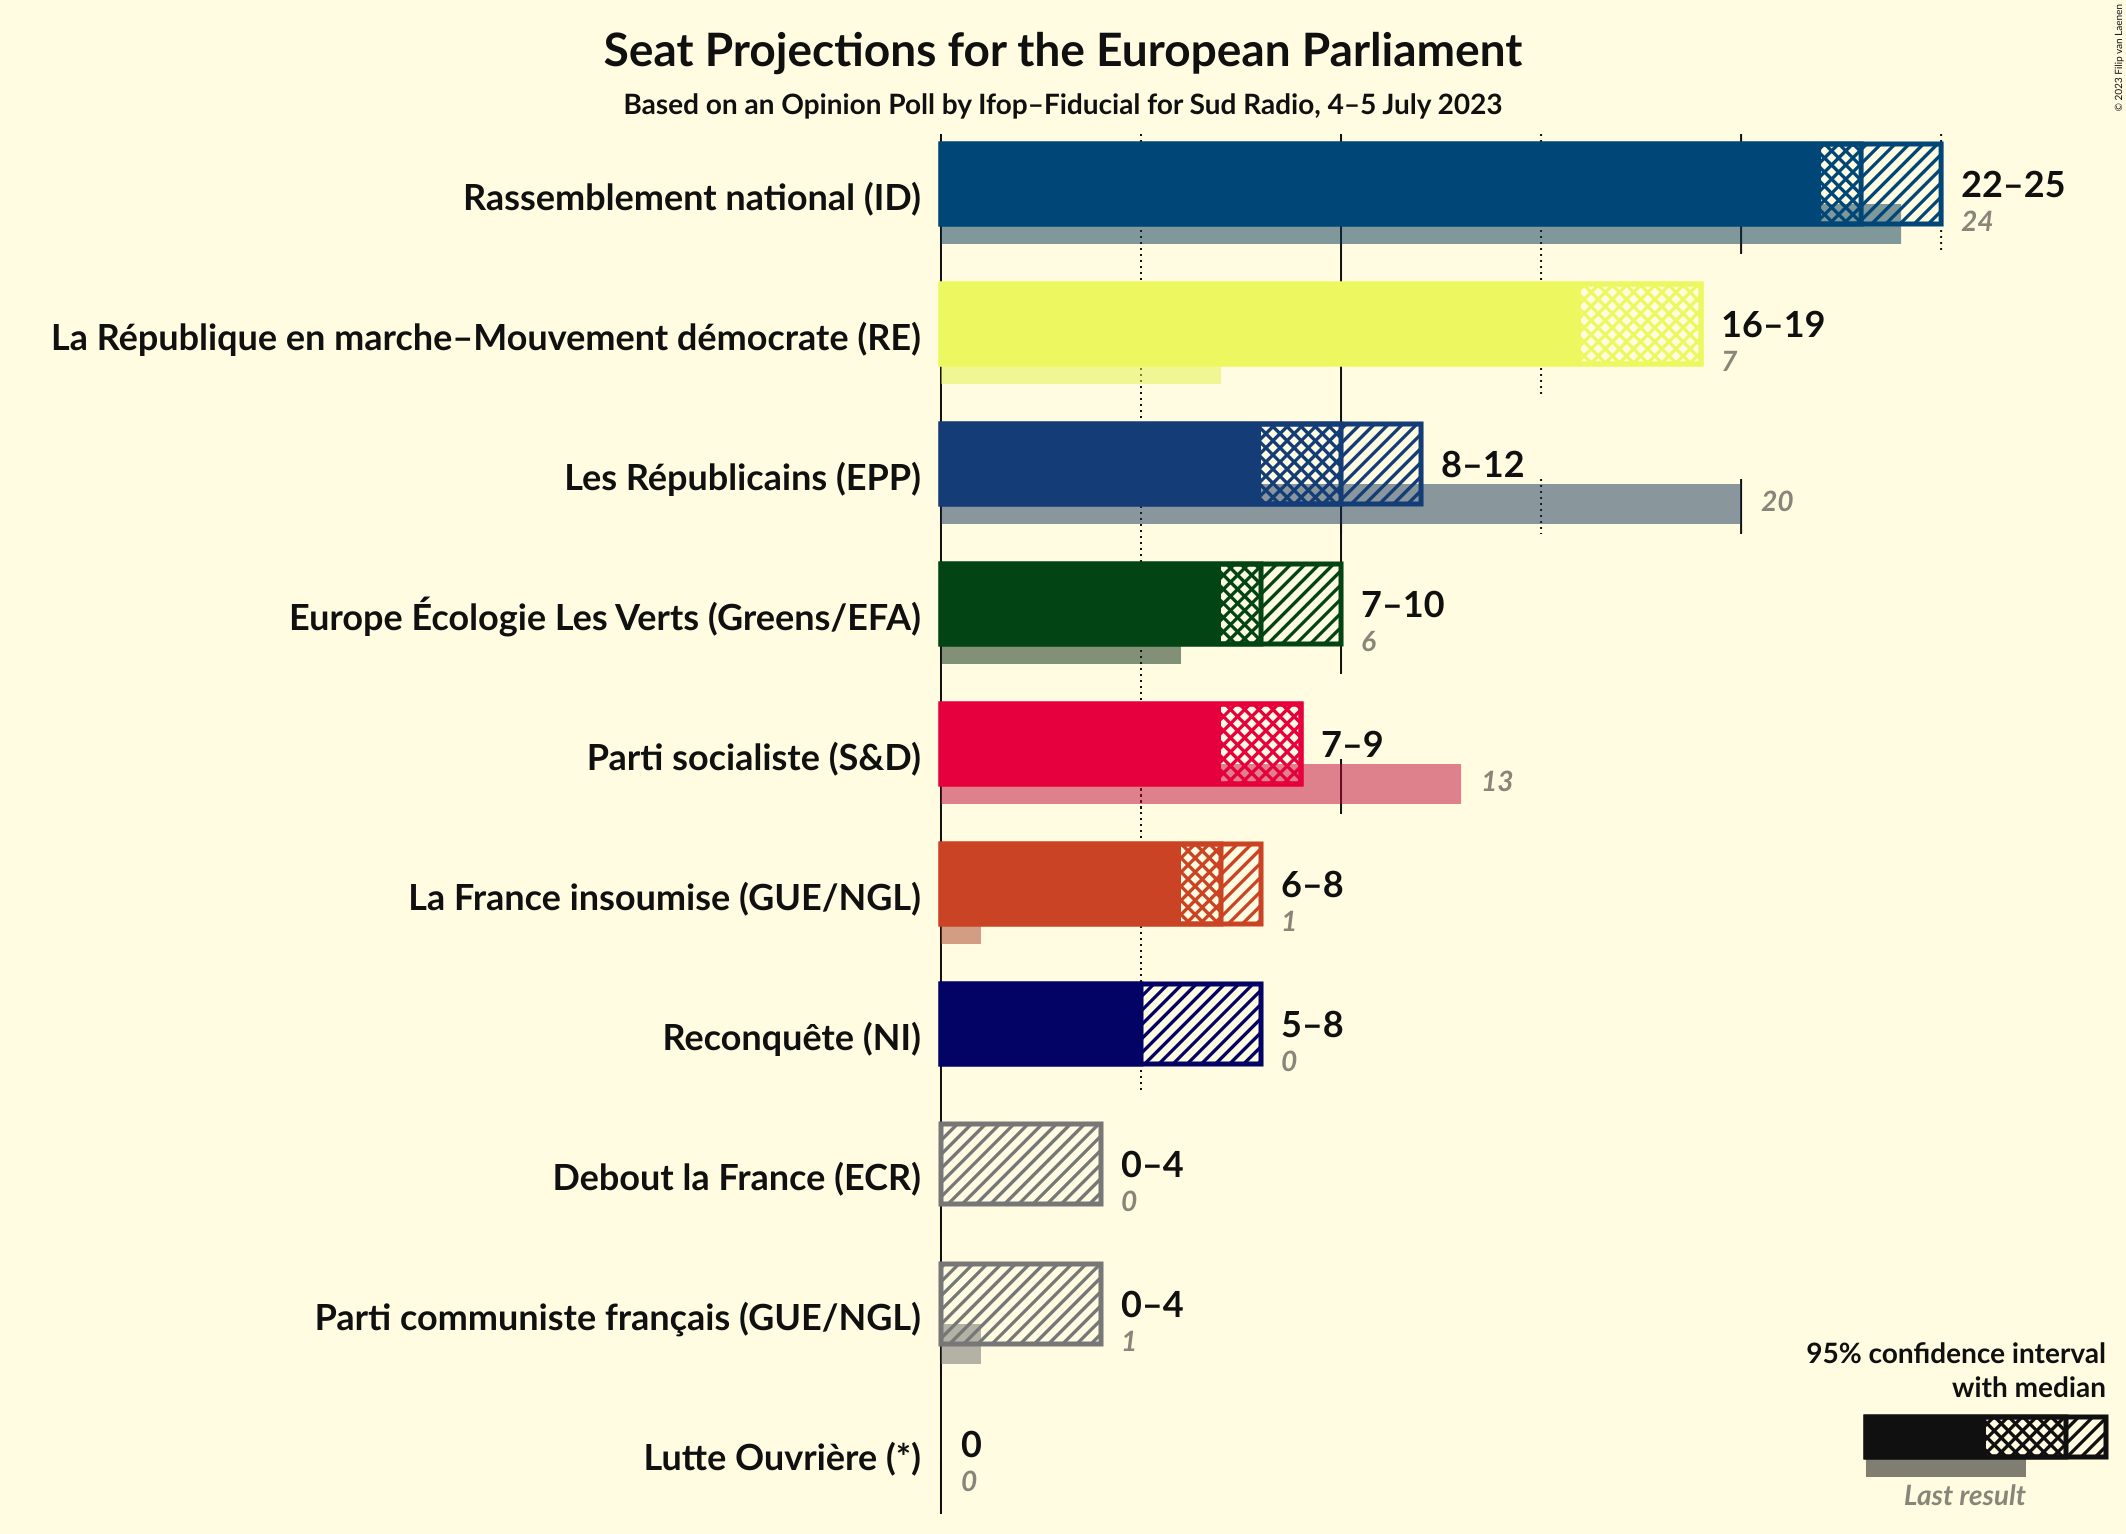 Seat Projections for the European Parliament
Based on an Opinion Poll by Ifop–Fiducial for Sud Radio, 4–5 July 2023
© 2023 Filip van Laenen
Rassemblement national (ID)
22–25
24
La République en marche–Mouvement démocrate (RE)
16–19
7
Les Républicains (EPP)
8–12
20
Europe Écologie Les Verts (Greens/EFA)
7–10
6
Parti socialiste (S&D)
7–9
13
La France insoumise (GUE/NGL)
6–8
1
Reconquête (NI)
5–8
0
Debout la France (ECR)
0–4
0
Parti communiste français (GUE/NGL)
0–4
1
Lutte Ouvrière (*)
0
0
95% confidence interval
with median
Last result